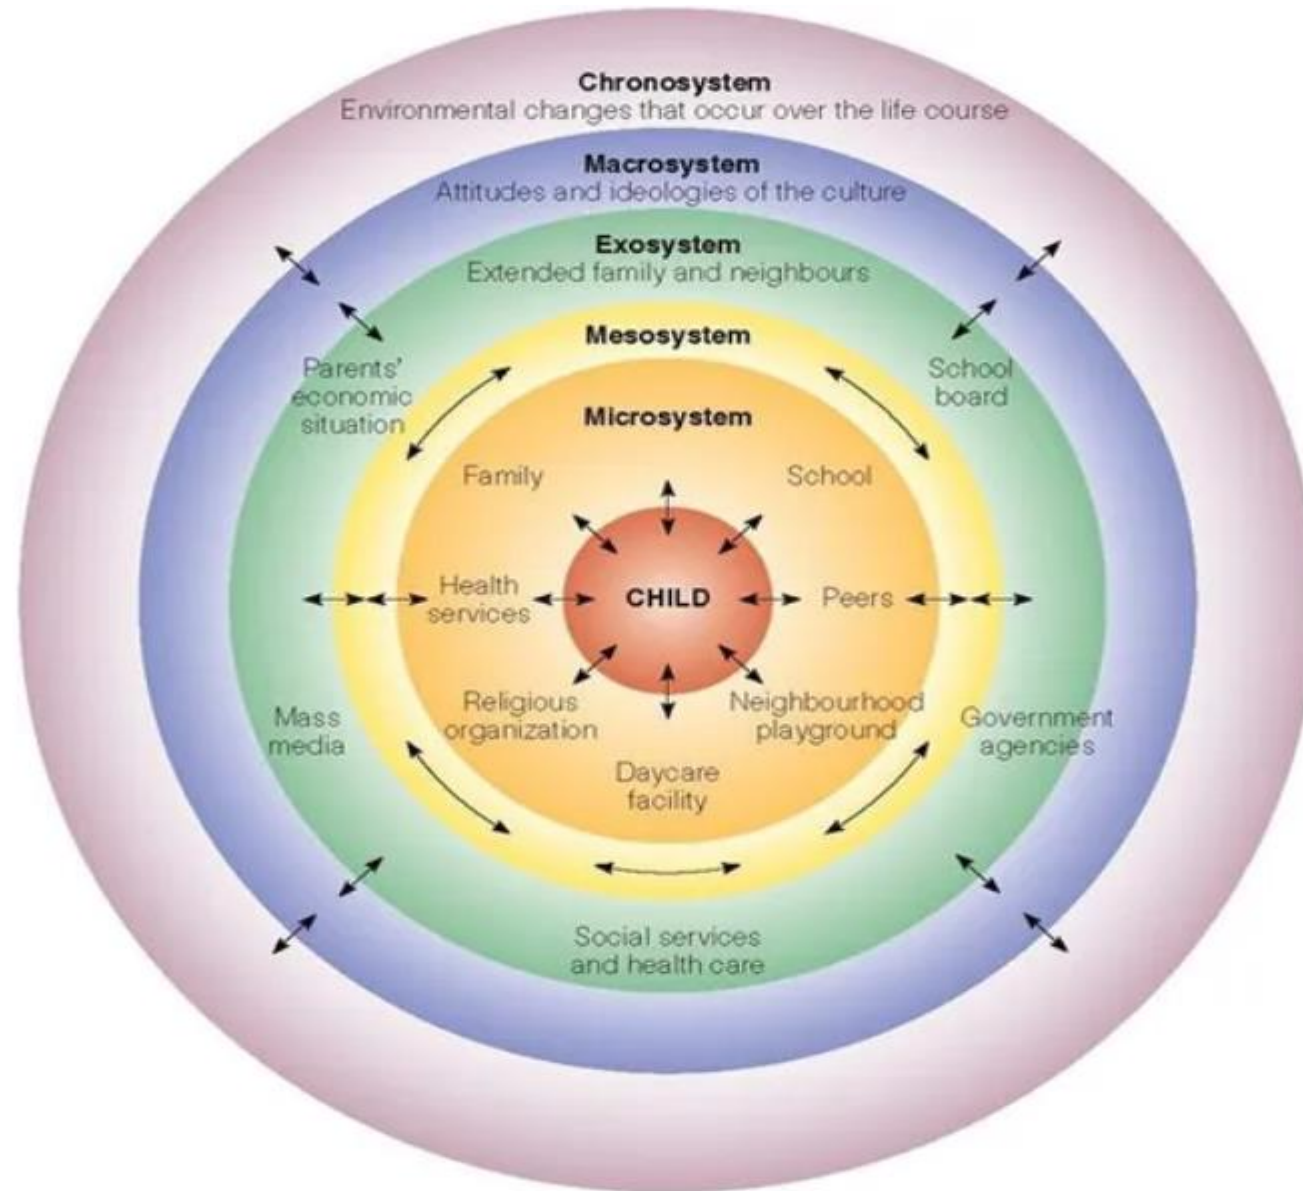 Chronosystem
Environmental changes that occur over the life course
Macrosystem
Attitudes and ideologies of the culture
Exosystem
Extended family and neighbours
Mesosystem
Parents'
economic
situation
School
board
Microsystem
Family
School
Health
services
CHILD
Peers
Religious
organization
Neighbourhood
playground
Mass
media
Government
agencies
Daycare
facility
Social services
and health care